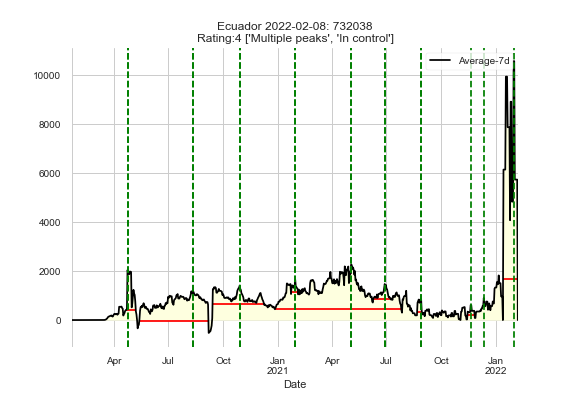 Ecuador 2022-02-08: 732038
Rating:4 ['Multiple peaks', 'In control']
Average-7d
10000
8000
6000
4000
2000
0
Apr Jul Oct Jan Apr Jul Oct Jan
2021 2022
Date